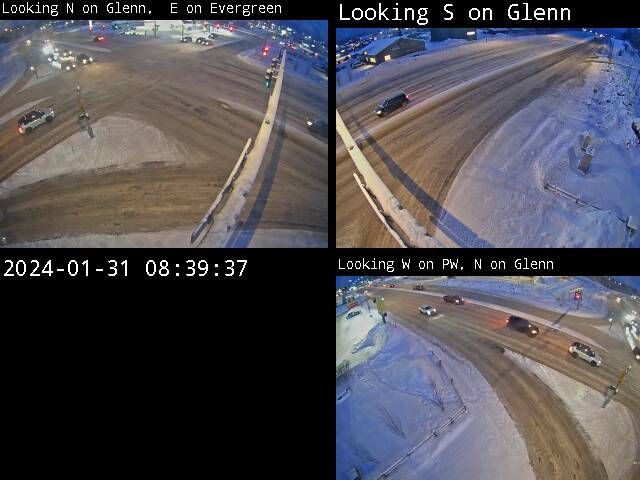 Looking N on Glenn,  E on Evergreen
Looking S on Glenn
2024-01-31 08:39:37
Looking W on PW, N on Glenn